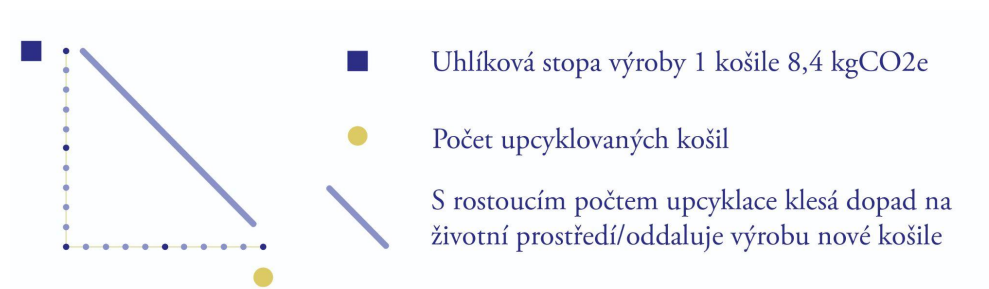 Uhlíková stopa výroby 1 košile 8,4 kgCO2e
Počet upcyklovaných košil
S rostoucím počtem upcyklace klesá dopad na
životní prostředí/oddaluje výrobu nové košile